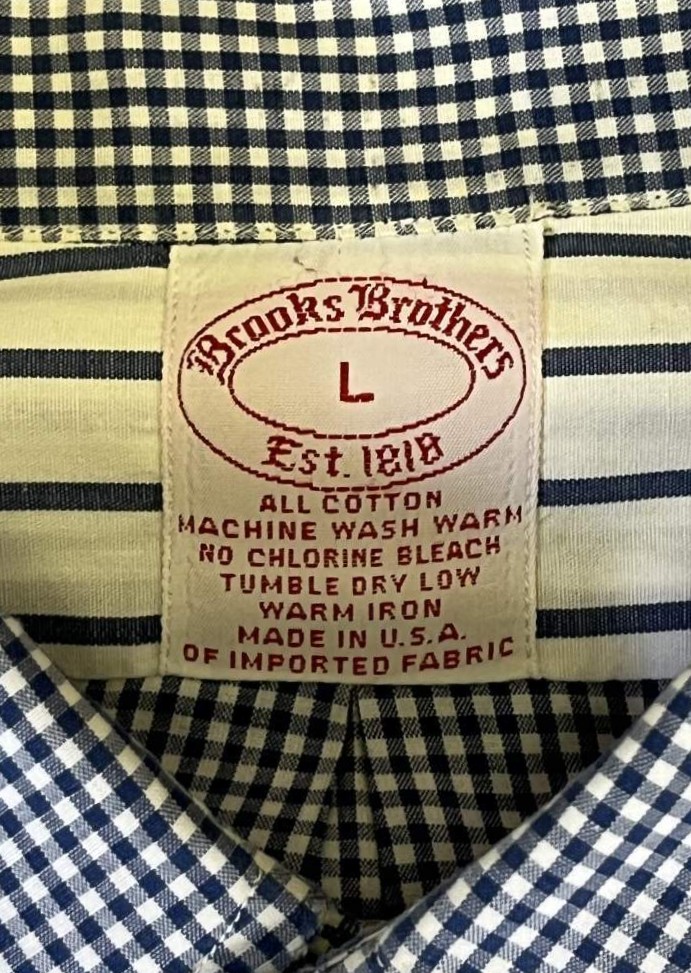 Brooks Brothers
L
Est. 1818
ALL COTTON
MACHINE WASH WARM
NO CHLORINE BLEACH
TUMBLE DRY LOW
WARM IRON
MADE IN U.S.A.
OF IMPORTED FABRIC